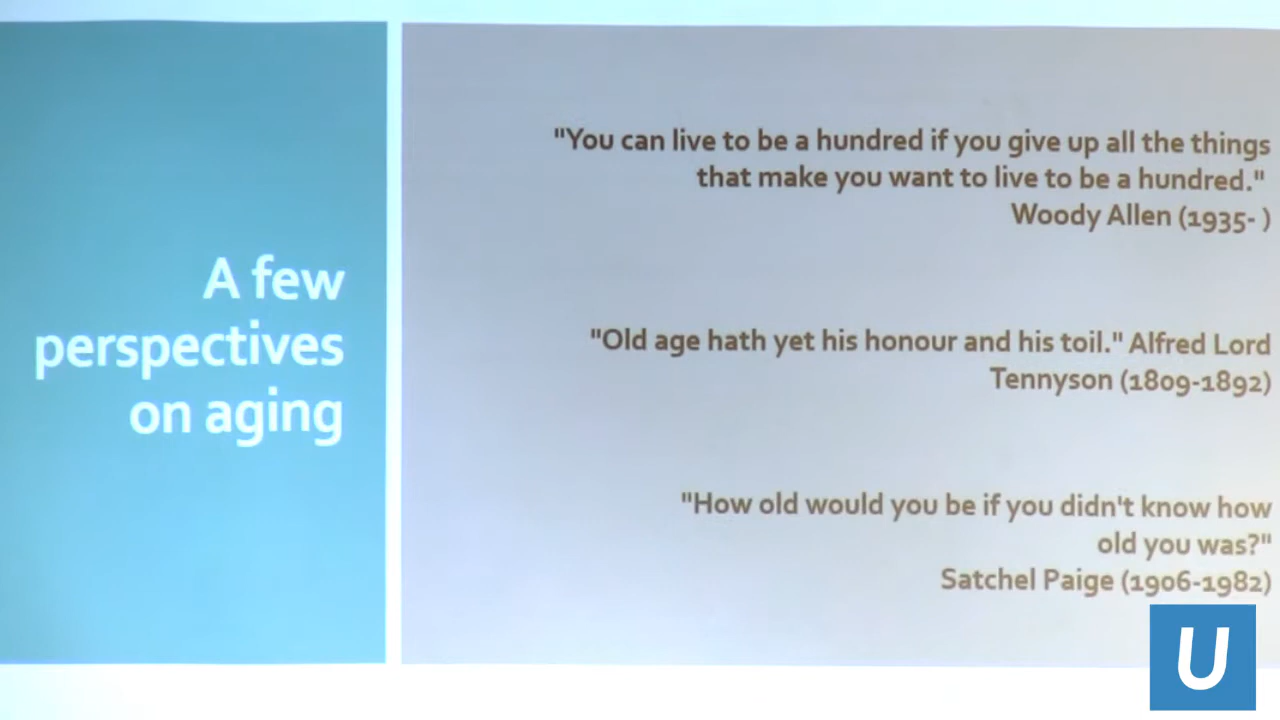 A few
perspectives
on aging
"You can live to be a hundred if you give up all the things
that make you want to live to be a hundred."
Woody Allen (1935- )
"Old age hath yet his honour and his toil." Alfred Lord
Tennyson (1809-1892)
"How old would you be if you didn't know how
old you was?"
Satchel Paige (1906-1982)
U